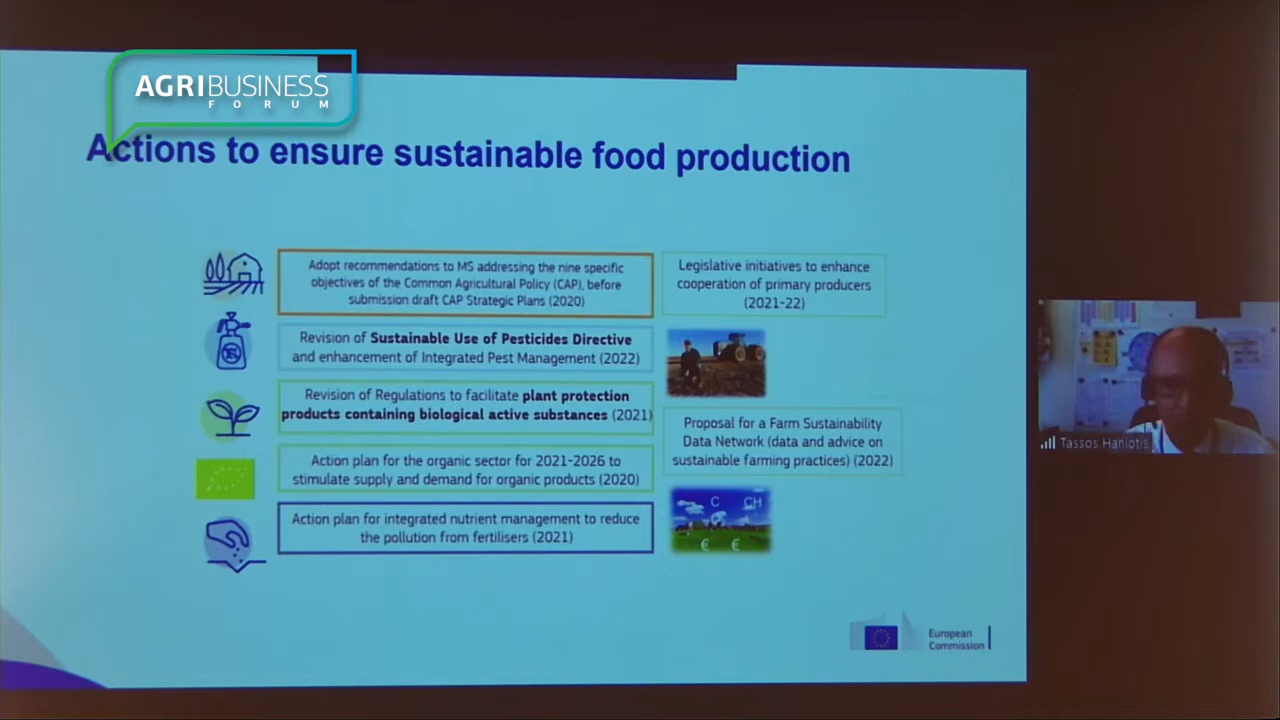 AGRIBUSINESS
FORUM
Actions to ensure sustainable food production
Adopt recommendations to MS addressing the nine specific
objectives of the Common Agricultural Policy (CAP), before
submission draft CAP Strategic Plans (2020)
Revision of Sustainable Use of Pesticides Directive
and enhancement of Integrated Pest Management (2022)
Revision of Regulations to facilitate plant protection
products containing biological active substances (2021)
Action plan for the organic sector for 2021-2026 to
stimulate supply and demand for organic products (2020)
Action plan for integrated nutrient management to reduce
the pollution from fertilisers (2021)
Legislative initiatives to enhance
cooperation of primary producers
(2021-22)
Proposal for a Farm Sustainability
Data Network (data and advice on
sustainable farming practices) (2022)
C CH
€ €
European
Commission
Tassos Haniotis